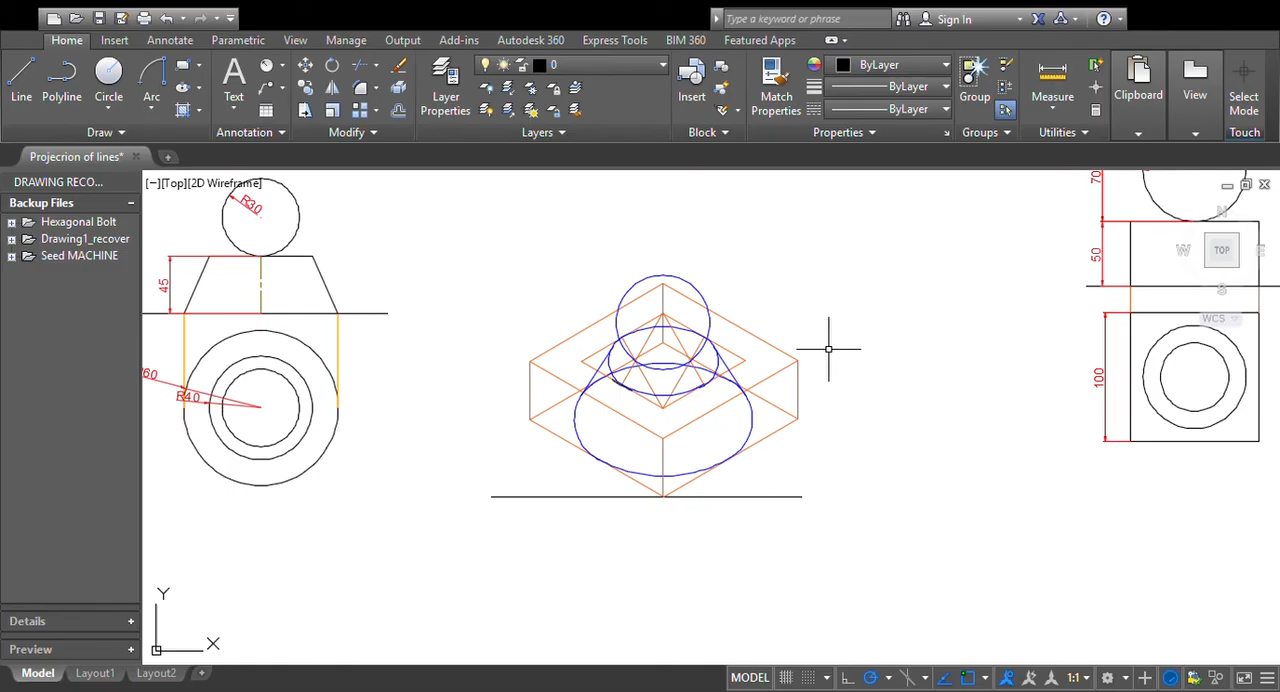 Type a keyword or phrase
Sign In
Home Insert Annotate Parametric View Manage Output Add-ins Autodesk 360 Express Tools BIM 360 Featured Apps
0
ByLayer
ByLayer
ByLayer
Line Polyline Circle Arc Text Layer Properties Insert Match Properties Group Measure Clipboard View Select Mode
Draw Annotation Modify Layers Block Properties Groups Utilities Touch
Projecrion of lines*
DRAWING RECO...
[−][Top][2D Wireframe]
Backup Files
Hexagonal Bolt
Drawing1_recover
Seed MACHINE
R30
45
60
R40
70
50
100
N
W TOP E
S
WCS
Y
X
Details
Preview
Model Layout1 Layout2
MODEL
1:1